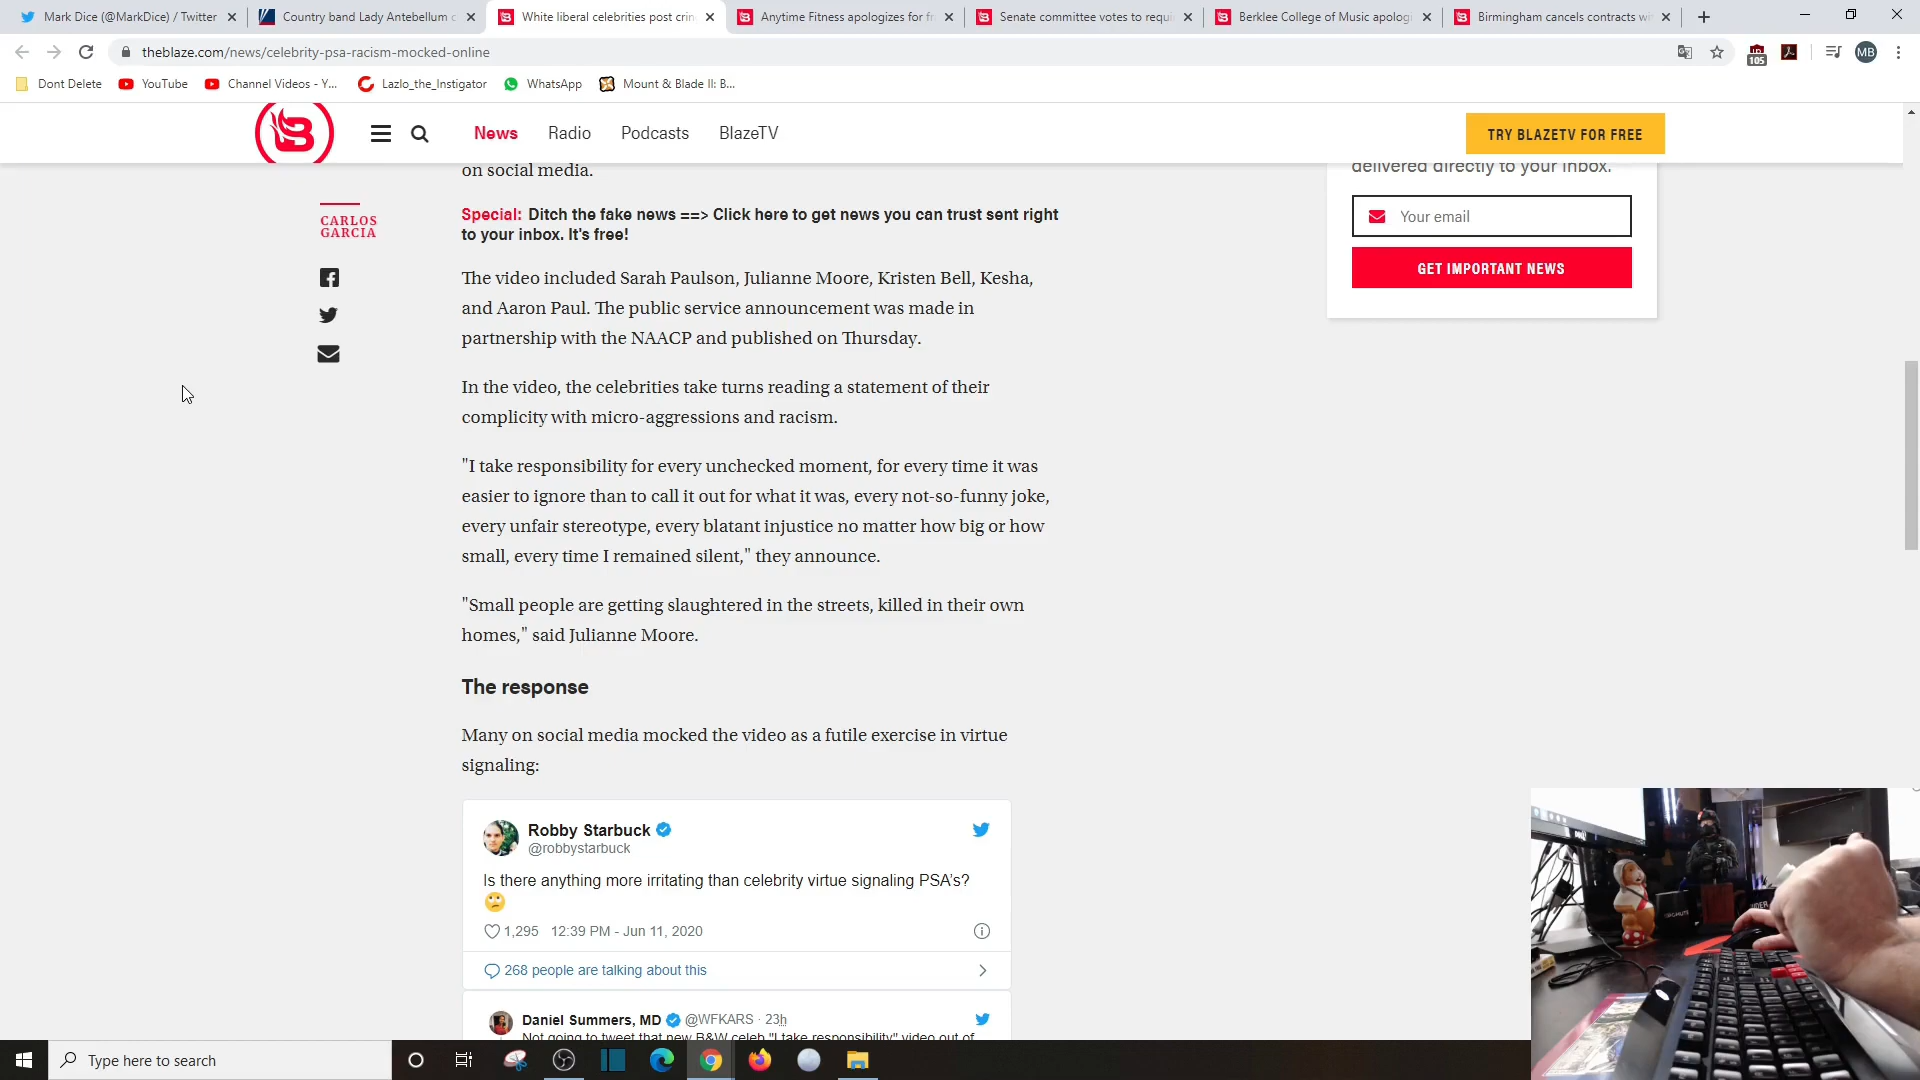 Mark Dice (@MarkDice) / Twitter
Country band Lady Antebellum c
White liberal celebrities post crin
Anytime Fitness apologizes for fr
Senate committee votes to requi
Berklee College of Music apologi
Birmingham cancels contracts wi
theblaze.com/news/celebrity-psa-racism-mocked-online
105
MB
Dont Delete
YouTube
Channel Videos - Y...
Lazlo_the_Instigator
WhatsApp
Mount & Blade II: B...
News
Radio
Podcasts
BlazeTV
TRY BLAZETV FOR FREE
on social media.
delivered directly to your inbox.
CARLOS
GARCIA
Special: Ditch the fake news ==> Click here to get news you can trust sent right
to your inbox. It's free!
Your email
GET IMPORTANT NEWS
The video included Sarah Paulson, Julianne Moore, Kristen Bell, Kesha,
and Aaron Paul. The public service announcement was made in
partnership with the NAACP and published on Thursday.
In the video, the celebrities take turns reading a statement of their
complicity with micro-aggressions and racism.
"I take responsibility for every unchecked moment, for every time it was
easier to ignore than to call it out for what it was, every not-so-funny joke,
every unfair stereotype, every blatant injustice no matter how big or how
small, every time I remained silent," they announce.
"Small people are getting slaughtered in the streets, killed in their own
homes," said Julianne Moore.
The response
Many on social media mocked the video as a futile exercise in virtue
signaling:
Robby Starbuck
@robbystarbuck
Is there anything more irritating than celebrity virtue signaling PSA's?
🙄
1,295 12:39 PM - Jun 11, 2020
268 people are talking about this
Daniel Summers, MD @WFKARS · 23h
Not going to tweet that new B&W celeb "I take responsibility" video out of
Type here to search